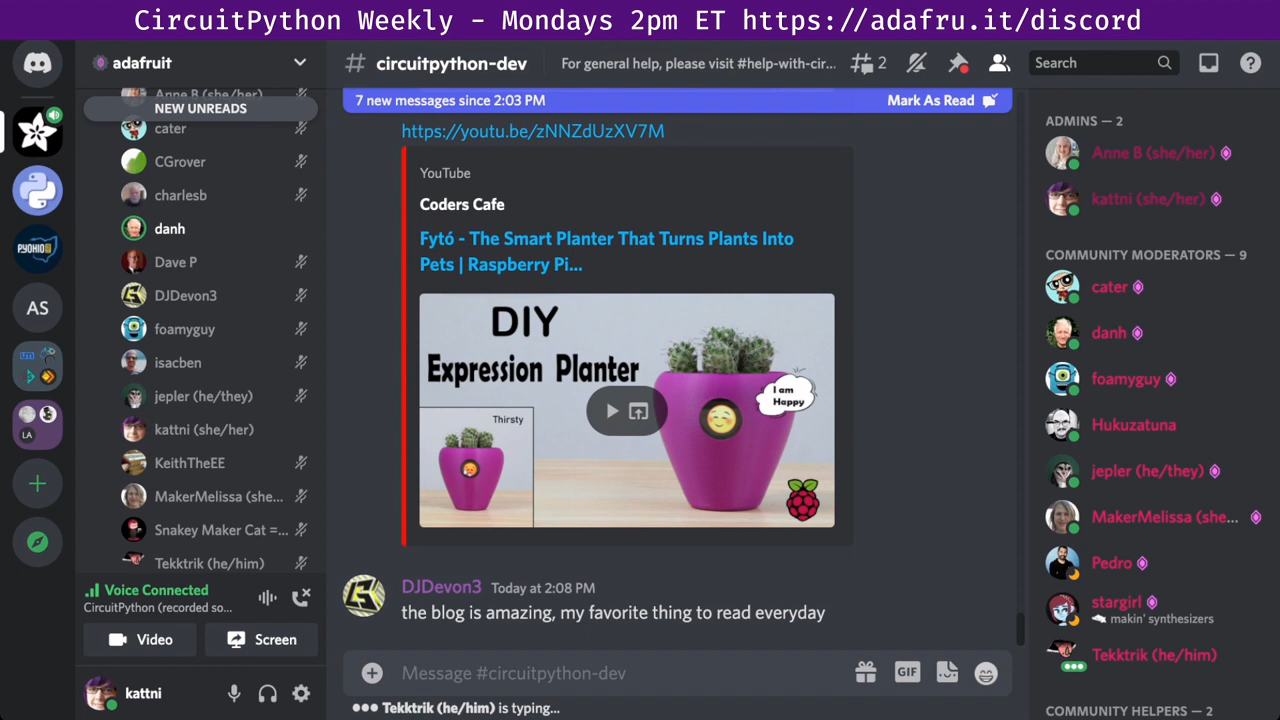 CircuitPython Weekly - Mondays 2pm ET https://adafru.it/discord
adafruit
Anne B (she/her)
NEW UNREADS
cater
CGrover
charlesb
danh
Dave P
DJDevon3
foamyguy
isacben
jepler (he/they)
kattni (she/her)
KeithTheEE
MakerMelissa (she...
Snakey Maker Cat =...
Tekktrik (he/him)
Voice Connected
CircuitPython (recorded so...
Video
Screen
kattni
PYOHIO
AS
LA
# circuitpython-dev
For general help, please visit #help-with-cir...
2
Search
7 new messages since 2:03 PM
Mark As Read
https://youtu.be/zNNZdUzXV7M
YouTube
Coders Cafe
Fytó - The Smart Planter That Turns Plants Into
Pets | Raspberry Pi...
DIY
Expression Planter
Thirsty
I am
Happy
DJDevon3 Today at 2:08 PM
the blog is amazing, my favorite thing to read everyday
Message #circuitpython-dev
GIF
Tekktrik (he/him) is typing...
ADMINS — 2
Anne B (she/her)
kattni (she/her)
COMMUNITY MODERATORS — 9
cater
danh
foamyguy
Hukuzatuna
jepler (he/they)
MakerMelissa (she...
Pedro
stargirl
makin' synthesizers
Tekktrik (he/him)
COMMUNITY HELPERS — 2